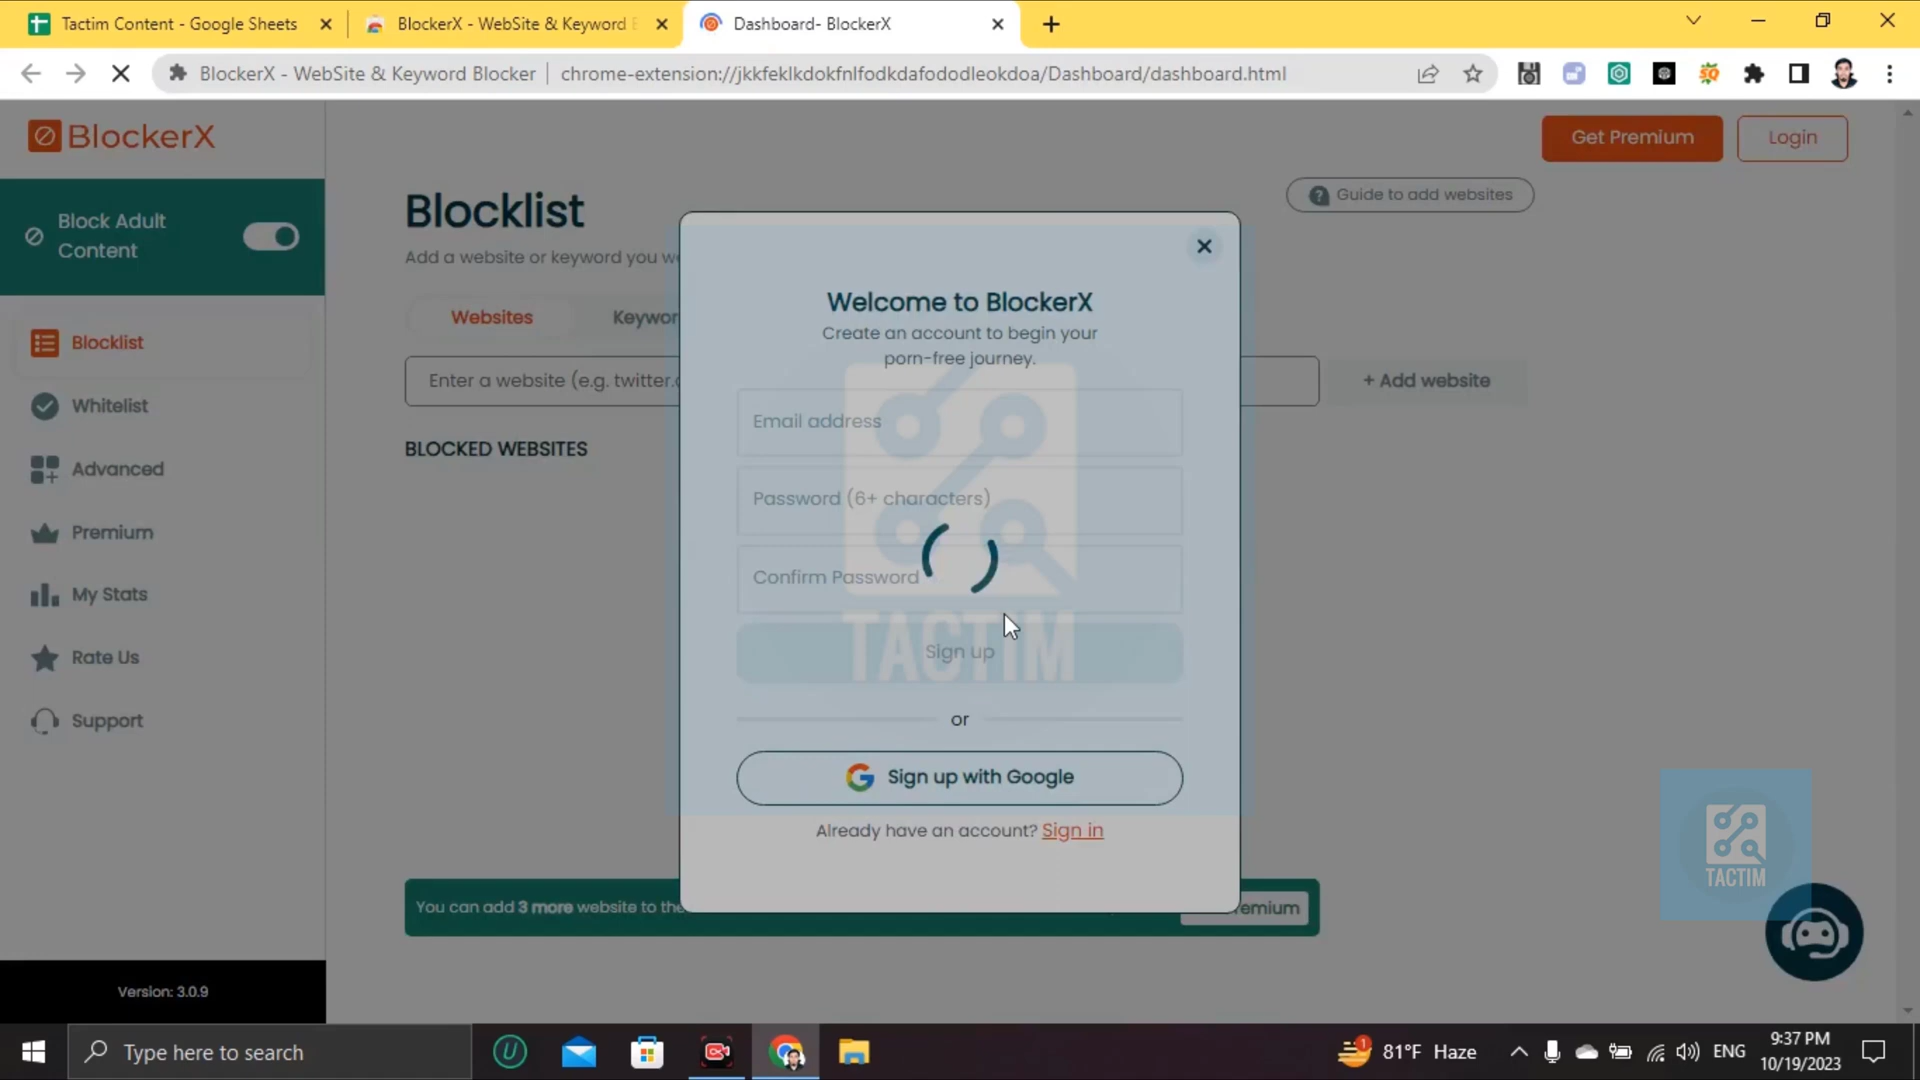 Tactim Content - Google Sheets
BlockerX - WebSite & Keyword
Dashboard- BlockerX
BlockerX - WebSite & Keyword Blocker
chrome-extension://jkkfeklkdokfnlfodkdafododleokdoa/Dashboard/dashboard.html
BlockerX
Get Premium
Login
Block Adult
Content
Blocklist
Guide to add websites
Add a website or keyword you
Websites
Enter a website (e.g. twitter.
+ Add website
BLOCKED WEBSITES
Blocklist
Whitelist
Advanced
Premium
My Stats
Rate Us
Support
Version: 3.0.9
Welcome to BlockerX
Create an account to begin your
porn-free journey.
Email address
Password (6+ characters)
Confirm Password
Sign up
TACTIM
or
Sign up with Google
Already have an account? Sign in
You can add 3 more website to the
TACTIM
Type here to search
1
81°F Haze
ENG
9:37 PM
10/19/2023